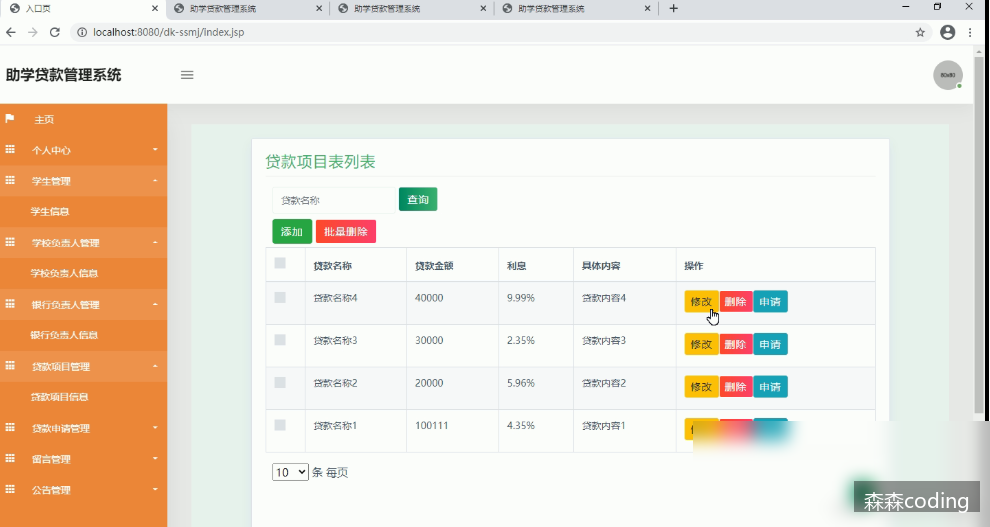 入口页
助学贷款管理系统
助学贷款管理系统
助学贷款管理系统
localhost:8080/dk-ssmj/index.jsp
助学贷款管理系统
主页
个人中心
学生管理
学生信息
学校负责人管理
学校负责人信息
银行负责人管理
银行负责人信息
贷款项目管理
贷款项目信息
贷款申请管理
留言管理
公告管理
贷款项目表列表
贷款名称 查询
添加 批量删除
贷款名称 贷款金额 利息 具体内容 操作
贷款名称4 40000 9.99% 贷款内容4 修改 删除 申请
贷款名称3 30000 2.35% 贷款内容3 修改 删除 申请
贷款名称2 20000 5.96% 贷款内容2 修改 删除 申请
贷款名称1 100111 4.35% 贷款内容1
10 条 每页
森森coding